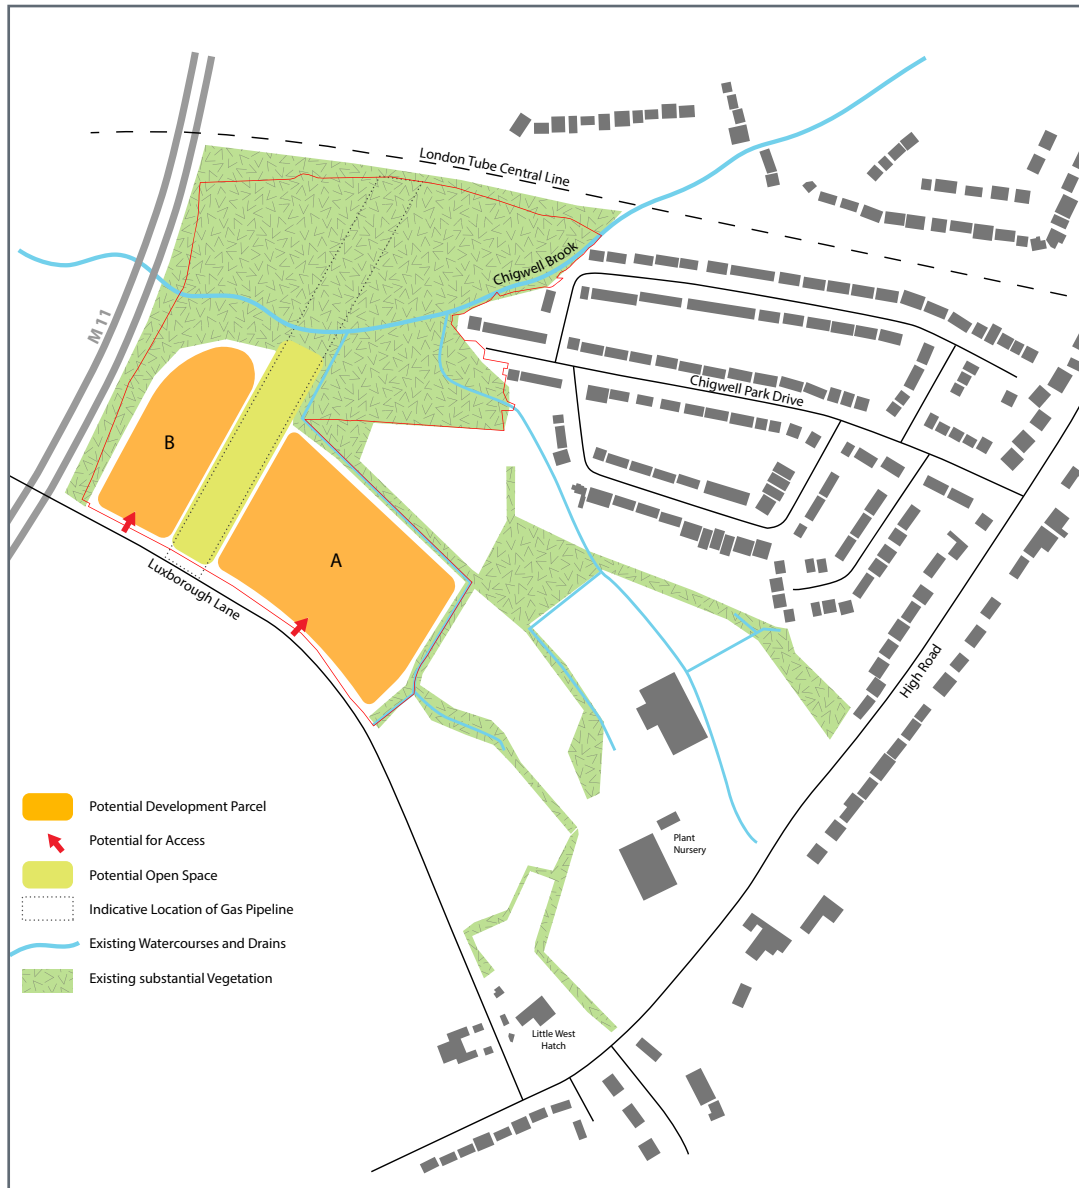 London Tube Central Line
Chigwell Brook
M11
Chigwell Park Drive
B
A
Luxborough Lane
High Road
Potential Development Parcel
Potential for Access
Potential Open Space
Indicative Location of Gas Pipeline
Existing Watercourses and Drains
Existing substantial Vegetation
Plant
Nursery
Little West
Hatch